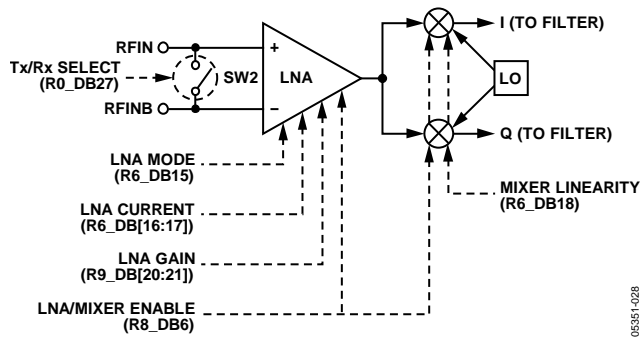 RFIN
+
I (TO FILTER)
Tx/Rx SELECT
(R0_DB27)
SW2
LNA
LO
RFINB
–
Q (TO FILTER)
LNA MODE
(R6_DB15)
MIXER LINEARITY
(R6_DB18)
LNA CURRENT
(R6_DB[16:17])
LNA GAIN
(R9_DB[20:21])
LNA/MIXER ENABLE
(R8_DB6)
05351-028